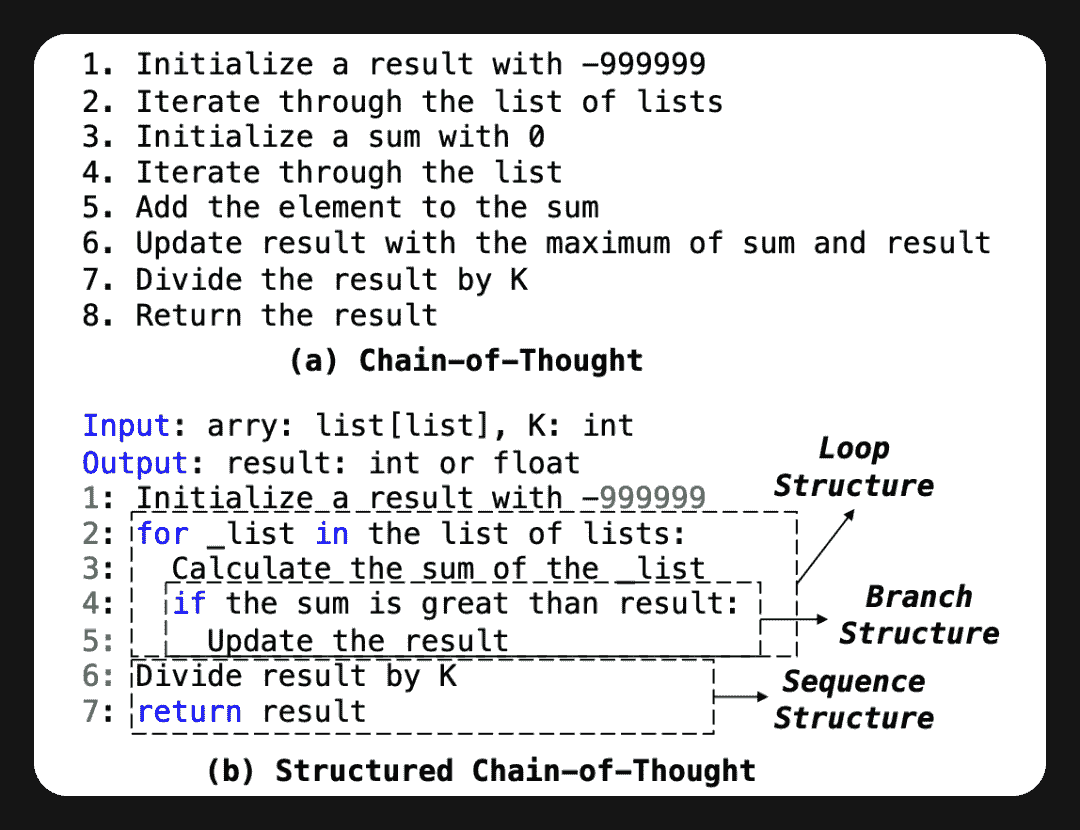 1. Initialize a result with -999999
2. Iterate through the list of lists
3. Initialize a sum with 0
4. Iterate through the list
5. Add the element to the sum
6. Update result with the maximum of sum and result
7. Divide the result by K
8. Return the result
(a) Chain-of-Thought
Input: arry: list[list], K: int
Output: result: int or float
1: Initialize a result with -999999
2: for _list in the list of lists:
3: Calculate the sum of the _list
4: if the sum is great than result:
5: Update the result
6: Divide result by K
7: return result
Loop
Structure
Branch
Structure
Sequence
Structure
(b) Structured Chain-of-Thought